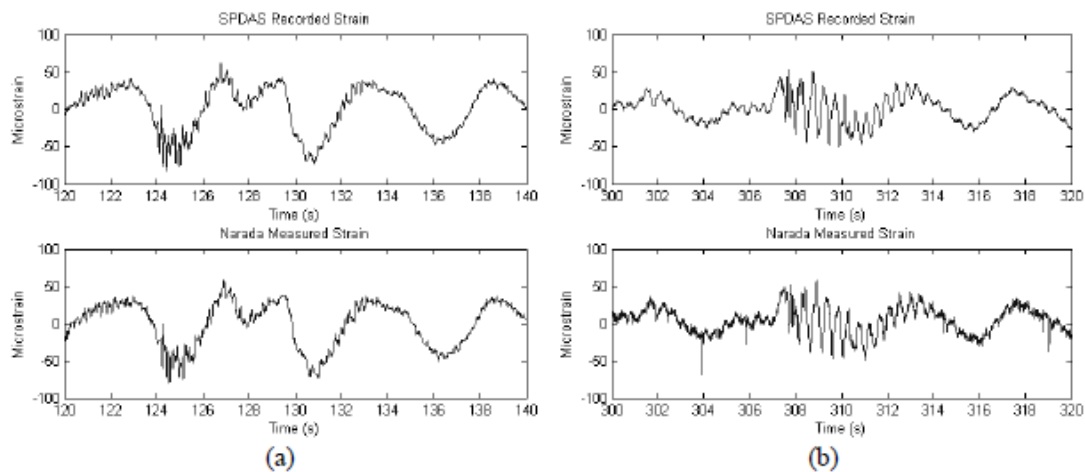 SPDAS Recorded Strain
100
50
0
-50
-100
Microstrain
120 122 124 126 128 130 132 134 136 138 140
Time (s)
Narada Measured Strain
100
50
0
-50
-100
Microstrain
120 122 124 126 128 130 132 134 136 138 140
Time (s)
(a)
SPDAS Recorded Strain
100
50
0
-50
-100
Microstrain
300 302 304 306 308 310 312 314 316 318 320
Time (s)
Narada Measured Strain
100
50
0
-50
-100
Microstrain
300 302 304 306 308 310 312 314 316 318 320
Time (s)
(b)